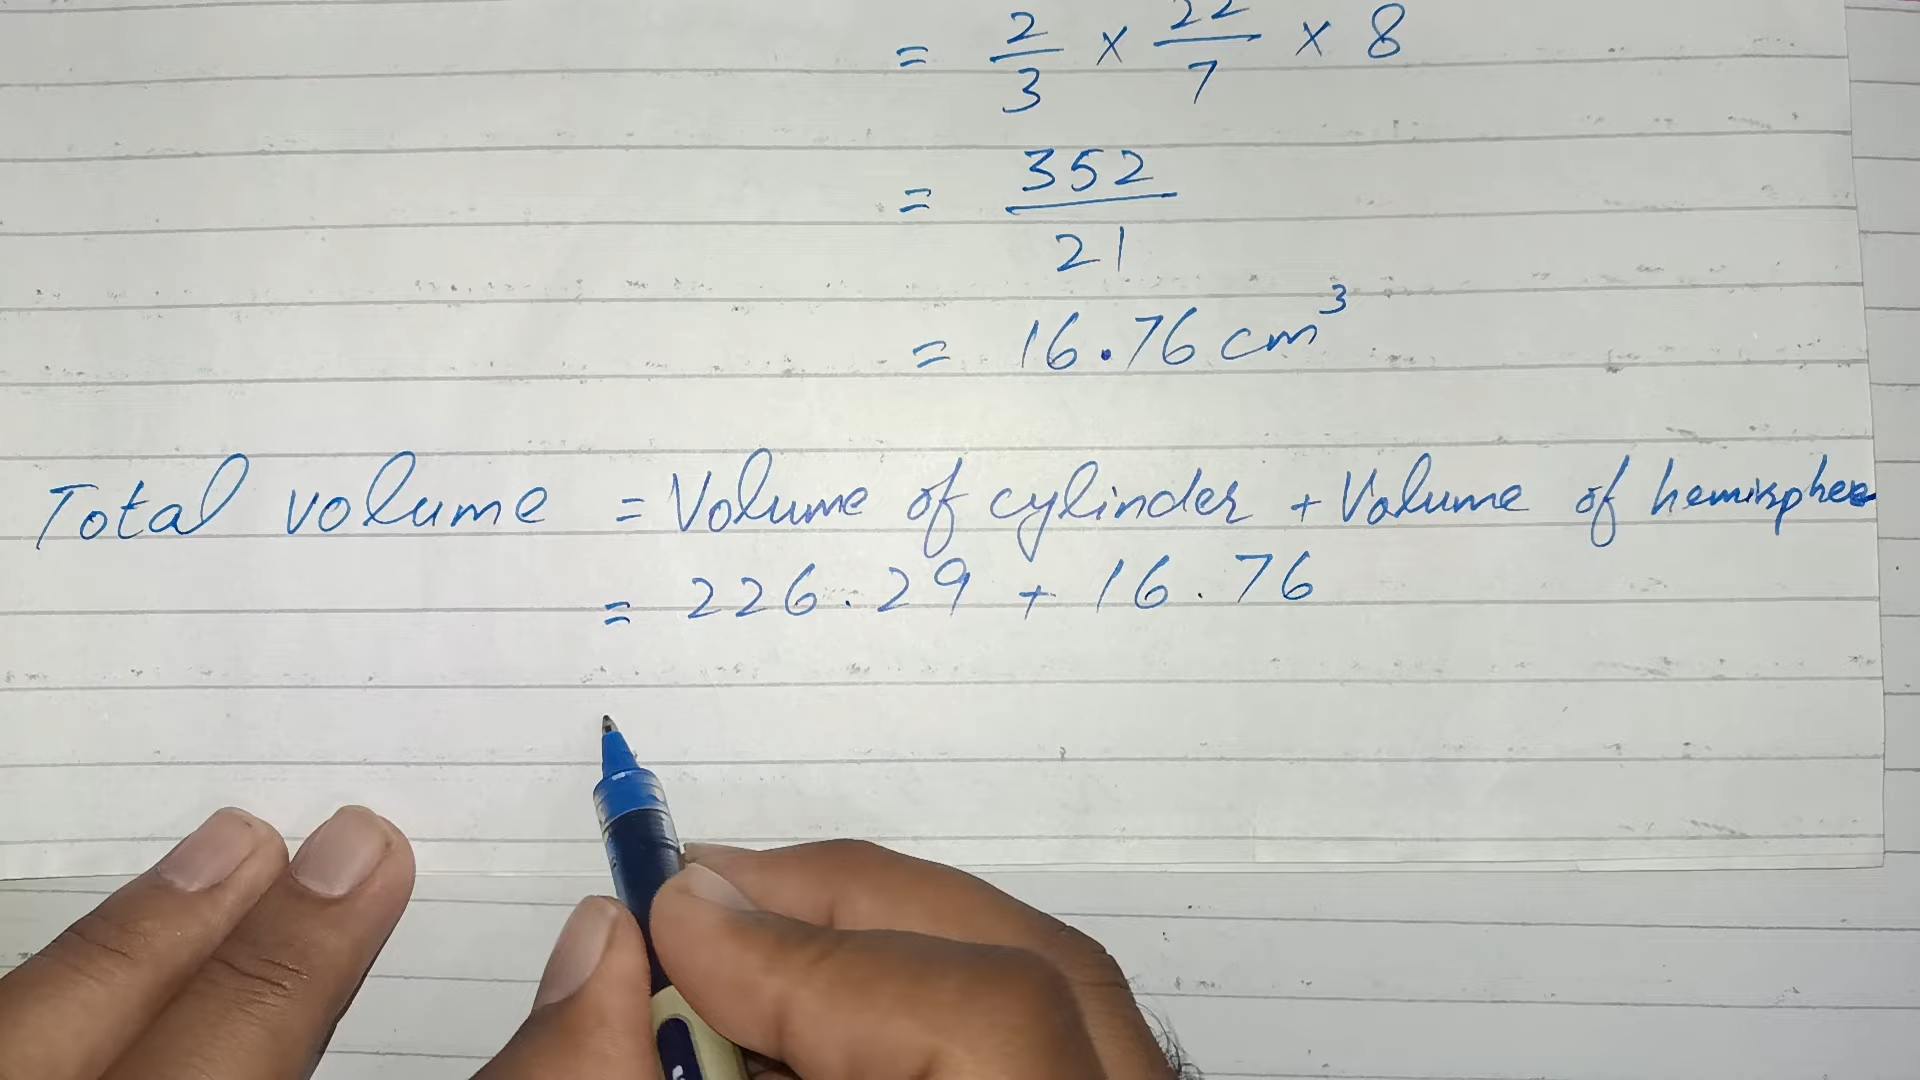 = 2/3 × 22/7 × 8
= 352/21
= 16.76 cm³
Total volume = Volume of cylinder + Volume of hemisphere
= 226.29 + 16.76